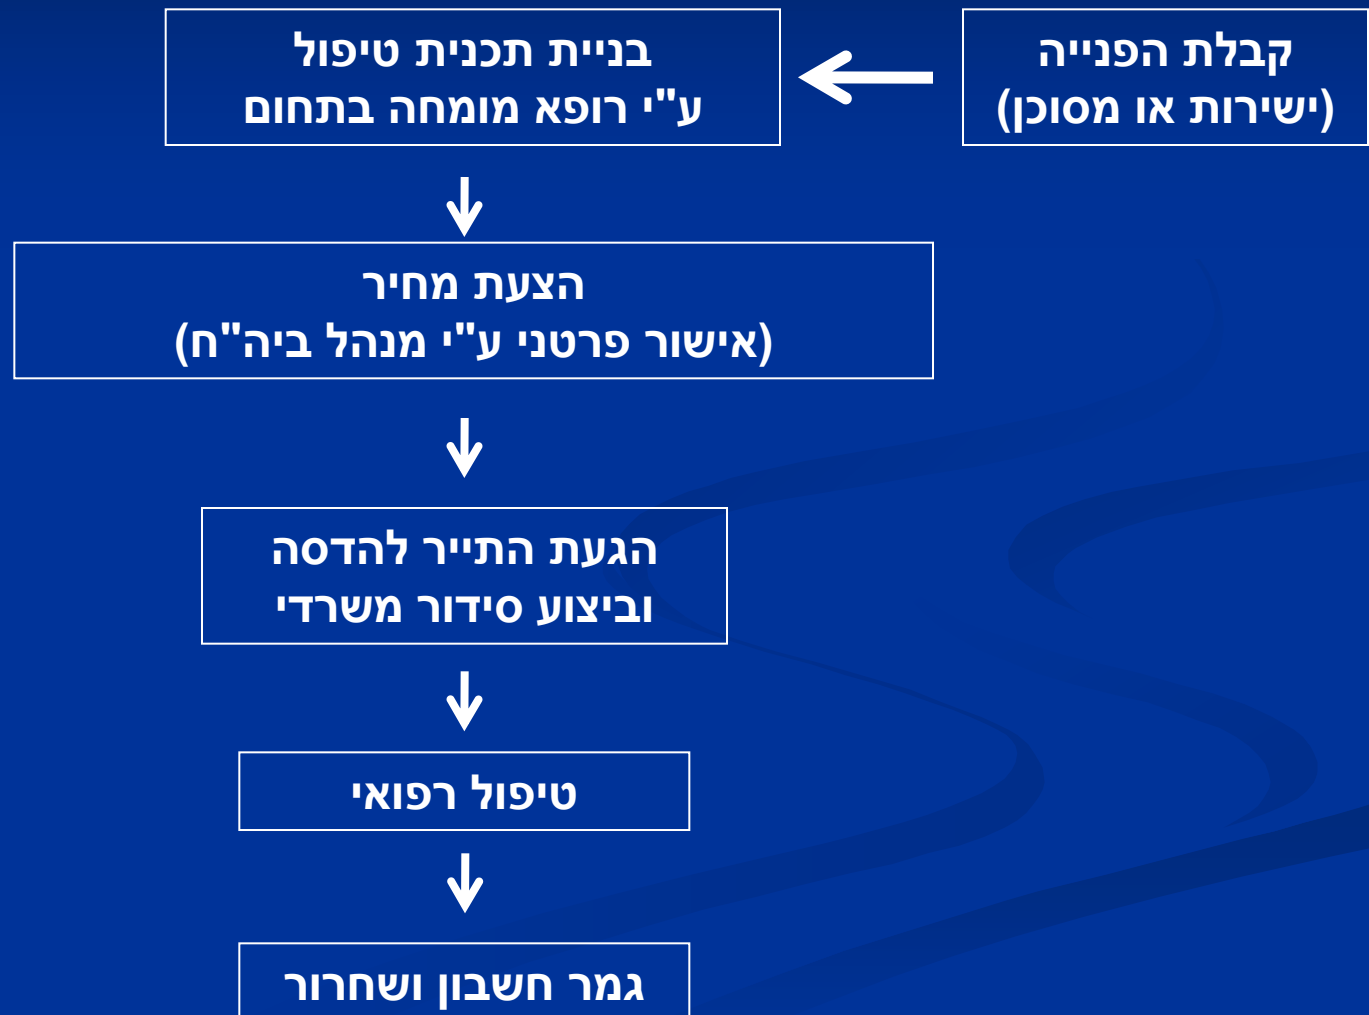 קבלת הפנייה
(ישירות או מסוכן)
בניית תכנית טיפול
ע"י רופא מומחה בתחום
הצעת מחיר
(אישור פרטני ע"י מנהל ביה"ח)
הגעת התייר להדסה
וביצוע סידור משרדי
טיפול רפואי
גמר חשבון ושחרור